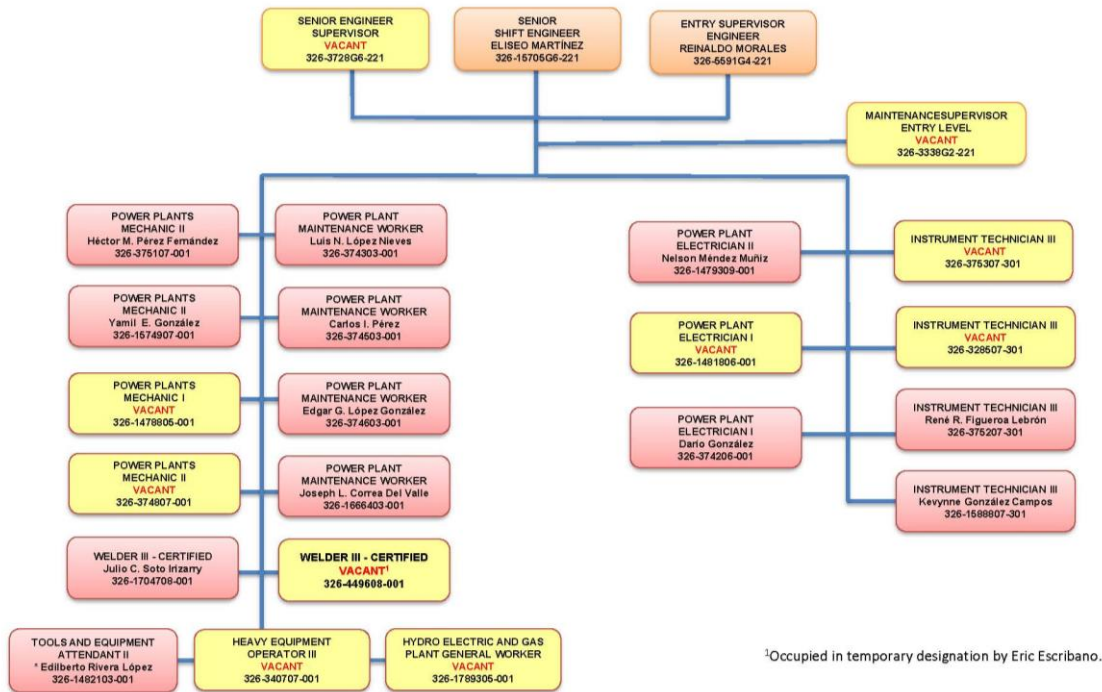 SENIOR ENGINEER
SUPERVISOR
VACANT
326-3728G6-221
SENIOR
SHIFT ENGINEER
ELISEO MARTÍNEZ
326-15705G6-221
ENTRY SUPERVISOR
ENGINEER
REINALDO MORALES
326-5591G4-221
MAINTENANCESUPERVISOR
ENTRY LEVEL
VACANT
326-3338G2-221
POWER PLANTS
MECHANIC II
Héctor M. Pérez Fernández
326-375107-001
POWER PLANT
MAINTENANCE WORKER
Luis N. López Nieves
326-374303-001
POWER PLANTS
MECHANIC II
Yamil E. González
326-1574907-001
POWER PLANT
MAINTENANCE WORKER
Carlos I. Pérez
326-374503-001
POWER PLANTS
MECHANIC I
VACANT
326-1478805-001
POWER PLANT
MAINTENANCE WORKER
Edgar G. López González
326-374603-001
POWER PLANTS
MECHANIC II
VACANT
326-374807-001
POWER PLANT
MAINTENANCE WORKER
Joseph L. Correa Del Valle
326-1666403-001
WELDER III - CERTIFIED
Julio C. Soto Irizarry
326-1704708-001
WELDER III - CERTIFIED
VACANT¹
326-449608-001
TOOLS AND EQUIPMENT
ATTENDANT II
* Edilberto Rivera López
326-1482103-001
HEAVY EQUIPMENT
OPERATOR III
VACANT
326-340707-001
HYDRO ELECTRIC AND GAS
PLANT GENERAL WORKER
VACANT
326-1789305-001
POWER PLANT
ELECTRICIAN II
Nelson Méndez Muñiz
326-1479309-001
INSTRUMENT TECHNICIAN III
VACANT
326-375307-301
POWER PLANT
ELECTRICIAN I
VACANT
326-1481806-001
INSTRUMENT TECHNICIAN III
VACANT
326-328507-301
POWER PLANT
ELECTRICIAN I
Darío González
326-374206-001
INSTRUMENT TECHNICIAN III
René R. Figueroa Lebrón
326-375207-301
INSTRUMENT TECHNICIAN III
Kevynne González Campos
326-1588807-301
¹Occupied in temporary designation by Eric Escribano.